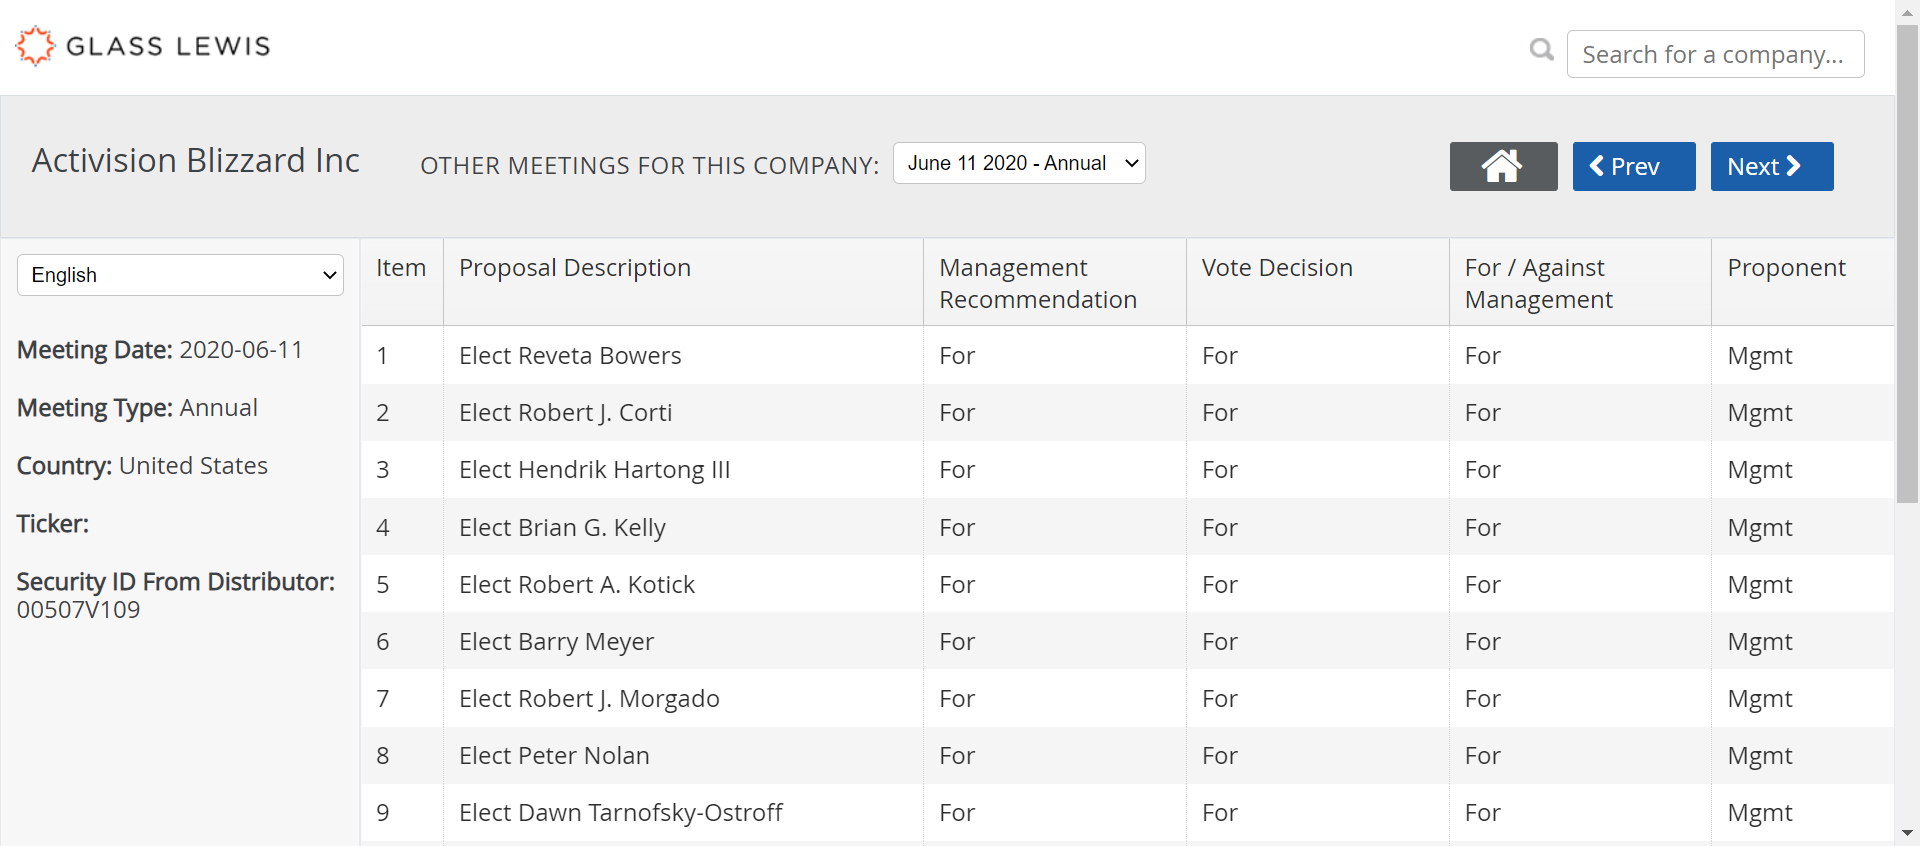 GLASS LEWIS
Search for a company...
Activision Blizzard Inc
OTHER MEETINGS FOR THIS COMPANY:
June 11 2020 - Annual
Prev
Next
English
Meeting Date: 2020-06-11
Meeting Type: Annual
Country: United States
Ticker:
Security ID From Distributor:
00507V109
Item Proposal Description Management Recommendation Vote Decision For / Against Management Proponent
1 Elect Reveta Bowers For For For Mgmt
2 Elect Robert J. Corti For For For Mgmt
3 Elect Hendrik Hartong III For For For Mgmt
4 Elect Brian G. Kelly For For For Mgmt
5 Elect Robert A. Kotick For For For Mgmt
6 Elect Barry Meyer For For For Mgmt
7 Elect Robert J. Morgado For For For Mgmt
8 Elect Peter Nolan For For For Mgmt
9 Elect Dawn Tarnofsky-Ostroff For For For Mgmt